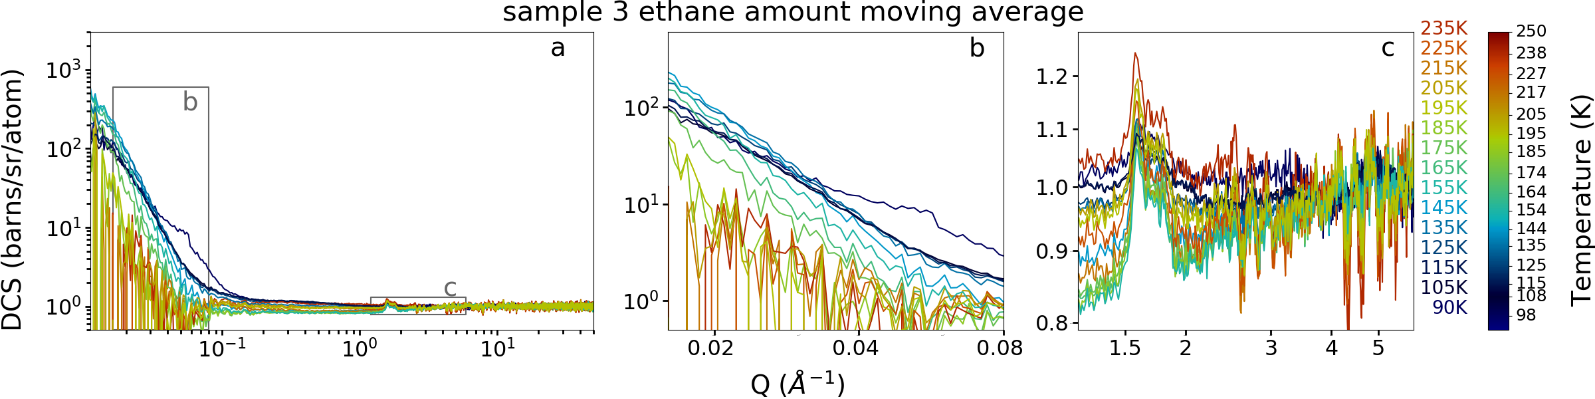 sample 3 ethane amount moving average
DCS (barns/sr/atom)
10³
10²
10¹
10⁰
10⁻¹
10⁰
10¹
a
b
c
10²
10¹
10⁰
0.02
0.04
0.08
b
Q (Å⁻¹)
1.2
1.1
1.0
0.9
0.8
1.5
2
3
4
5
c
235K
225K
215K
205K
195K
185K
175K
165K
155K
145K
135K
125K
115K
105K
90K
250
238
227
217
205
195
185
174
164
154
144
135
125
115
108
98
Temperature (K)